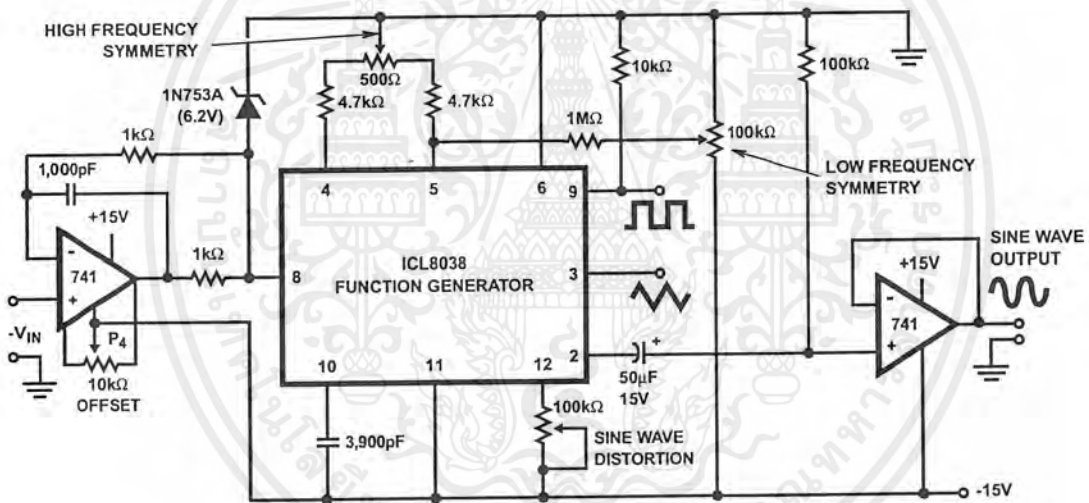 HIGH FREQUENCY
SYMMETRY
500Ω
1N753A
(6.2V)
4.7kΩ
4.7kΩ
10kΩ
100kΩ
1MΩ
100kΩ
LOW FREQUENCY
SYMMETRY
1kΩ
1,000pF
+15V
-
741
+
1kΩ
-VIN
P4
10kΩ
OFFSET
4
5
6
9
8
ICL8038
FUNCTION GENERATOR
3
2
10
11
12
+
50μF
15V
100kΩ
SINE WAVE
DISTORTION
3,900pF
+15V
-
741
+
SINE WAVE
OUTPUT
-15V